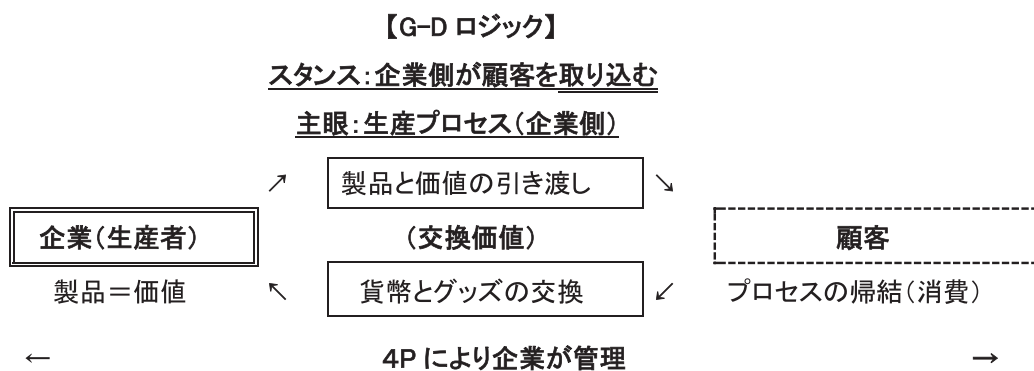 【G-D ロジック】
スタンス：企業側が顧客を取り込む
主眼：生産プロセス（企業側）
↗ 製品と価値の引き渡し ↘
企業（生産者） （交換価値） 顧客
製品＝価値 ↖ 貨幣とグッズの交換 ↙ プロセスの帰結（消費）
← 4P により企業が管理 →